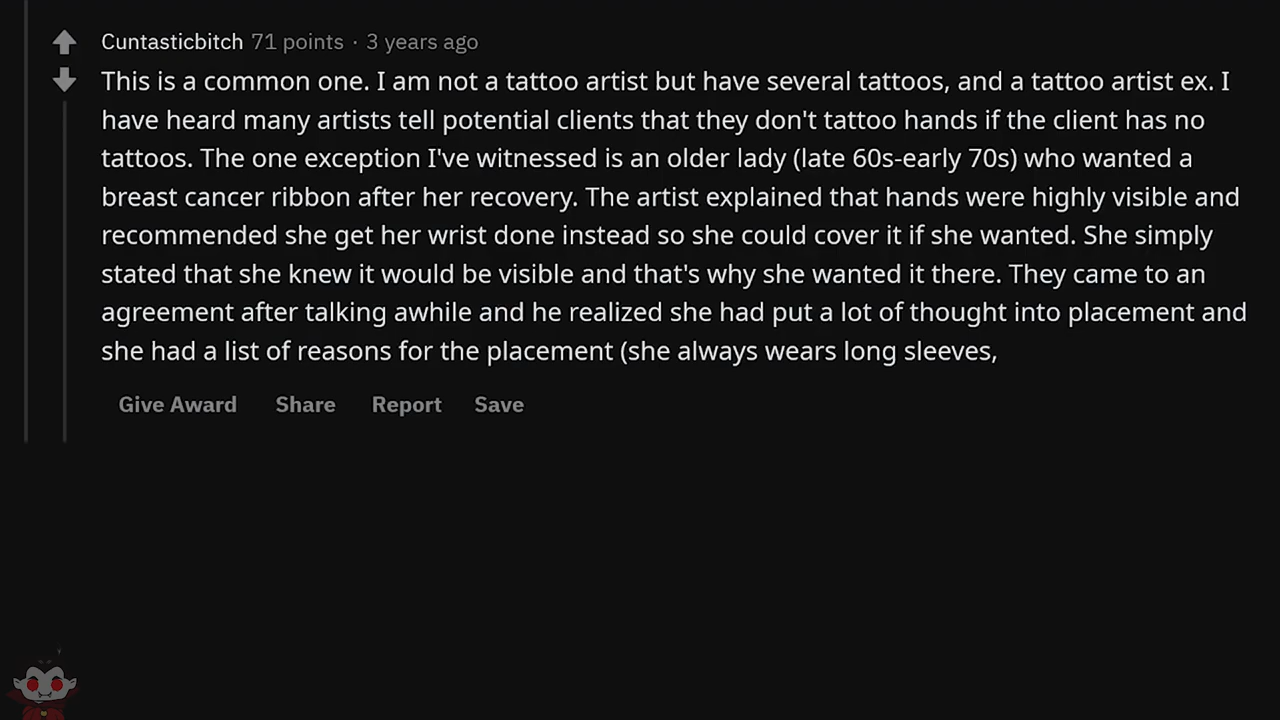 Cuntasticbitch 71 points · 3 years ago
This is a common one. I am not a tattoo artist but have several tattoos, and a tattoo artist ex. I
have heard many artists tell potential clients that they don't tattoo hands if the client has no
tattoos. The one exception I've witnessed is an older lady (late 60s-early 70s) who wanted a
breast cancer ribbon after her recovery. The artist explained that hands were highly visible and
recommended she get her wrist done instead so she could cover it if she wanted. She simply
stated that she knew it would be visible and that's why she wanted it there. They came to an
agreement after talking awhile and he realized she had put a lot of thought into placement and
she had a list of reasons for the placement (she always wears long sleeves,
Give Award Share Report Save